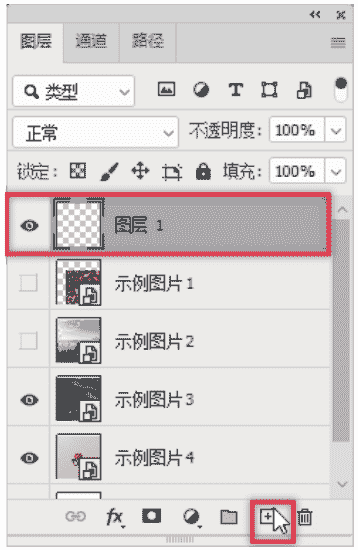 图层 通道 路径
类型 T
正常 不透明度: 100%
锁定: 填充: 100%
图层 1
示例图片1
示例图片2
示例图片3
示例图片4
fx